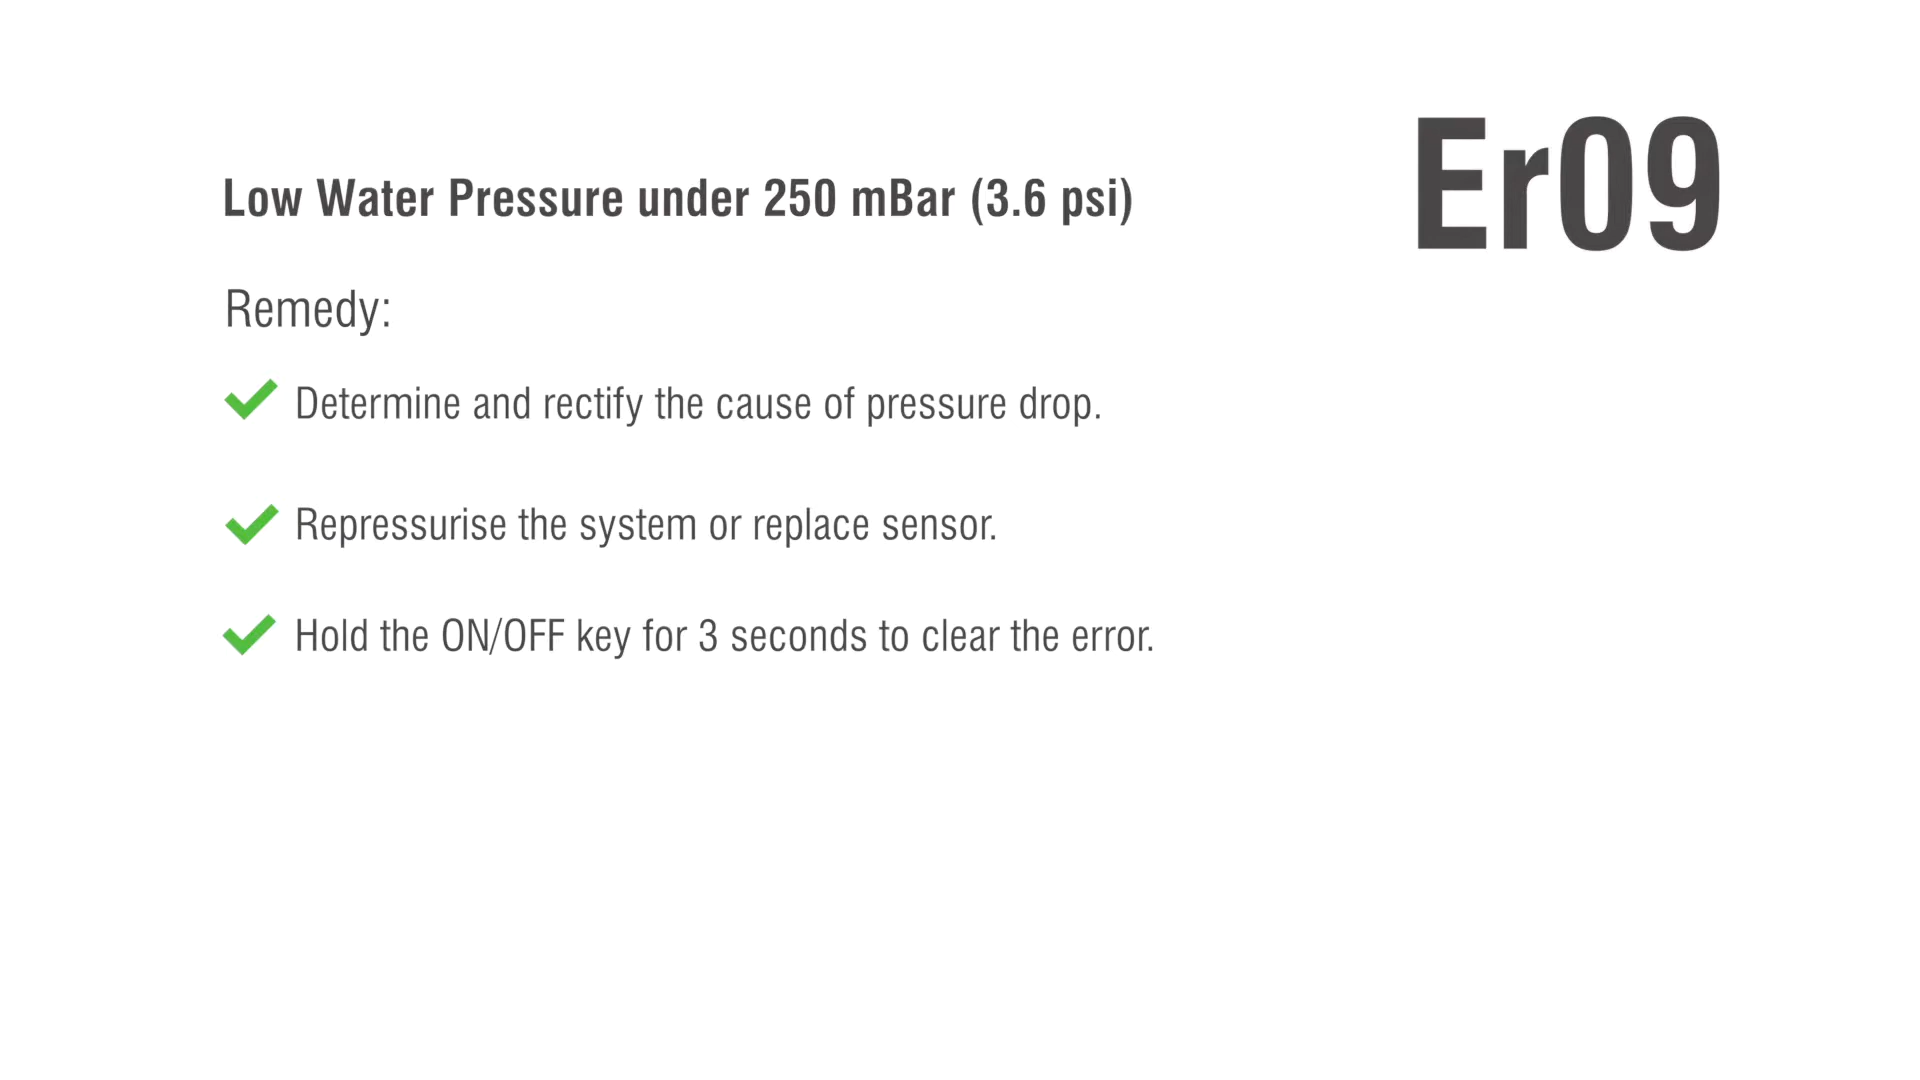 Er09
Low Water Pressure under 250 mBar (3.6 psi)
Remedy:
Determine and rectify the cause of pressure drop.
Repressurise the system or replace sensor.
Hold the ON/OFF key for 3 seconds to clear the error.